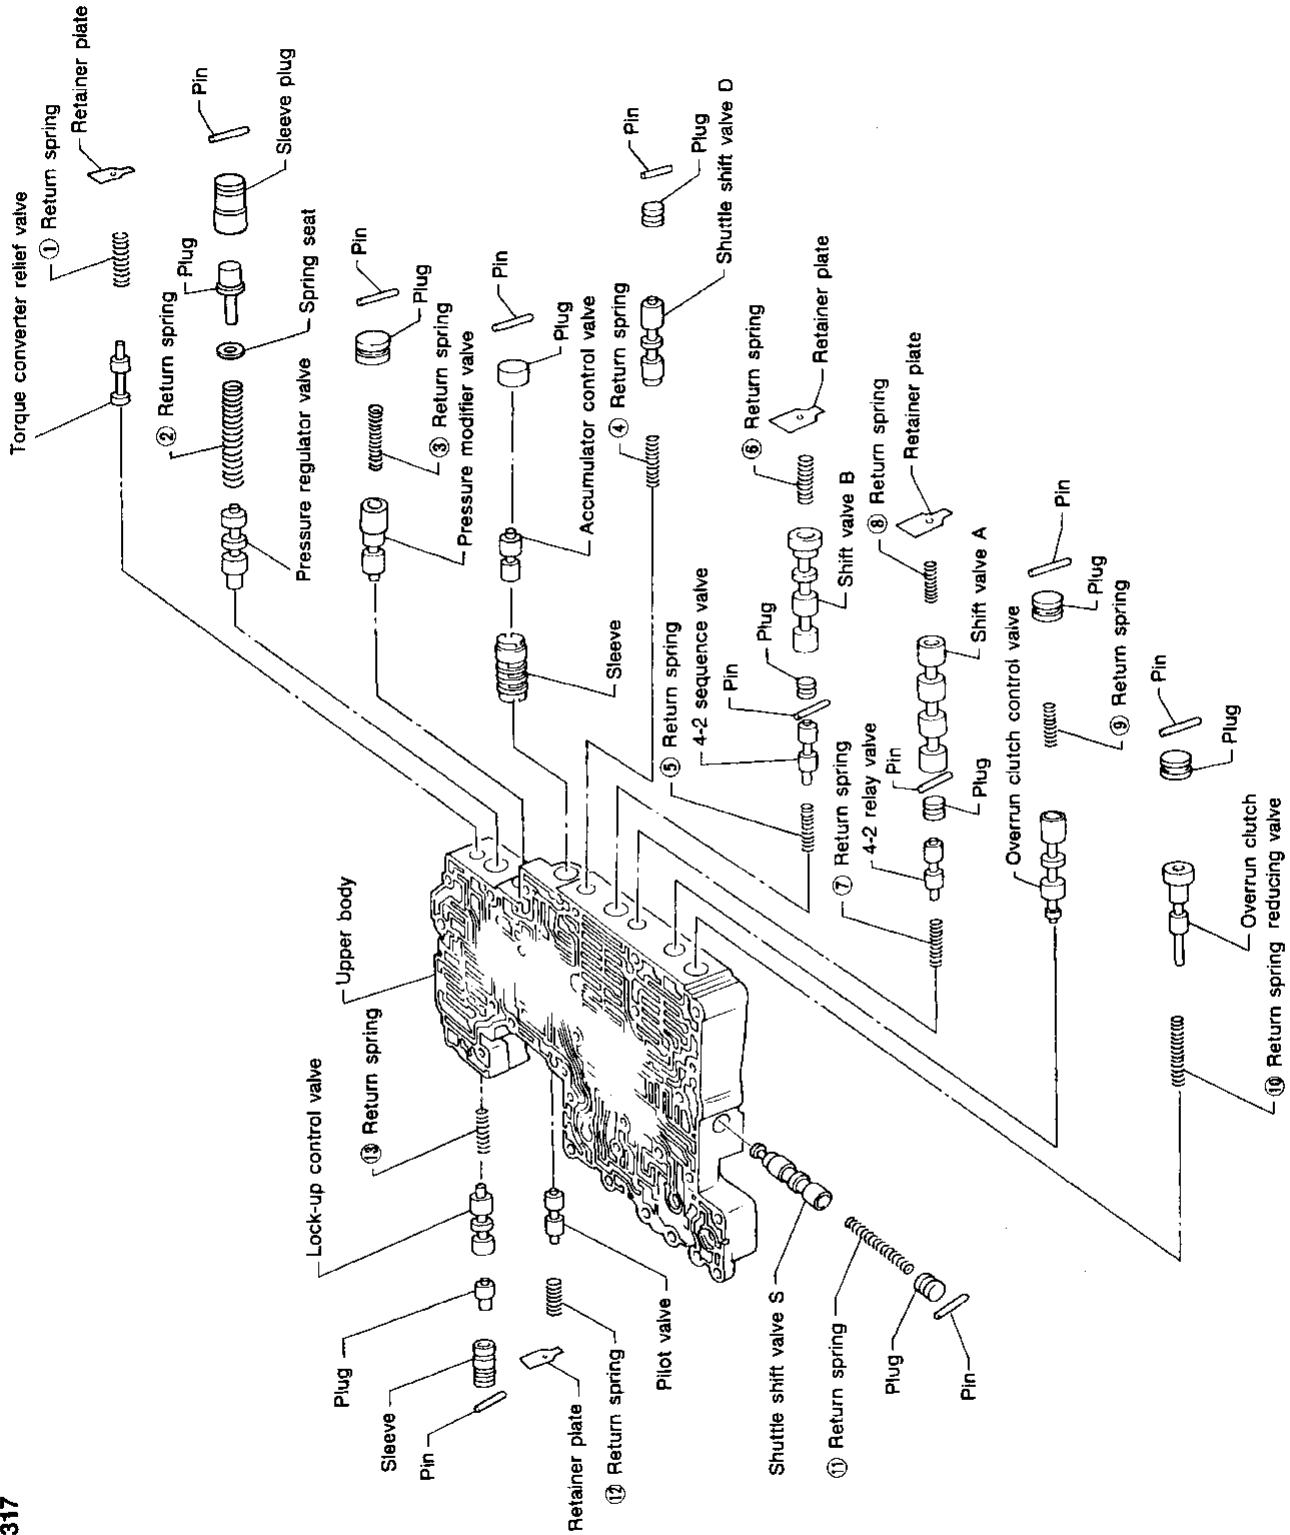 317
Torque converter relief valve
① Return spring
Retainer plate
② Return spring
Plug
Pin
Sleeve plug
Spring seat
Pressure regulator valve
Pin
Plug
③ Return spring
Pressure modifier valve
Pin
Plug
Accumulator control valve
Sleeve
④ Return spring
Pin
Plug
Shuttle shift valve D
⑤ Return spring
4-2 sequence valve
Pin
Plug
Shift valve B
⑥ Return spring
Retainer plate
⑦ Return spring
4-2 relay valve
Pin
Plug
Shift valve A
⑧ Return spring
Retainer plate
Overrun clutch control valve
⑨ Return spring
Plug
Pin
Pin
Plug
Overrun clutch
reducing valve
⑩ Return spring
Upper body
⑬ Return spring
Lock-up control valve
Plug
Sleeve
Pin
Retainer plate
⑫ Return spring
Pilot valve
Shuttle shift valve S
⑪ Return spring
Plug
Pin